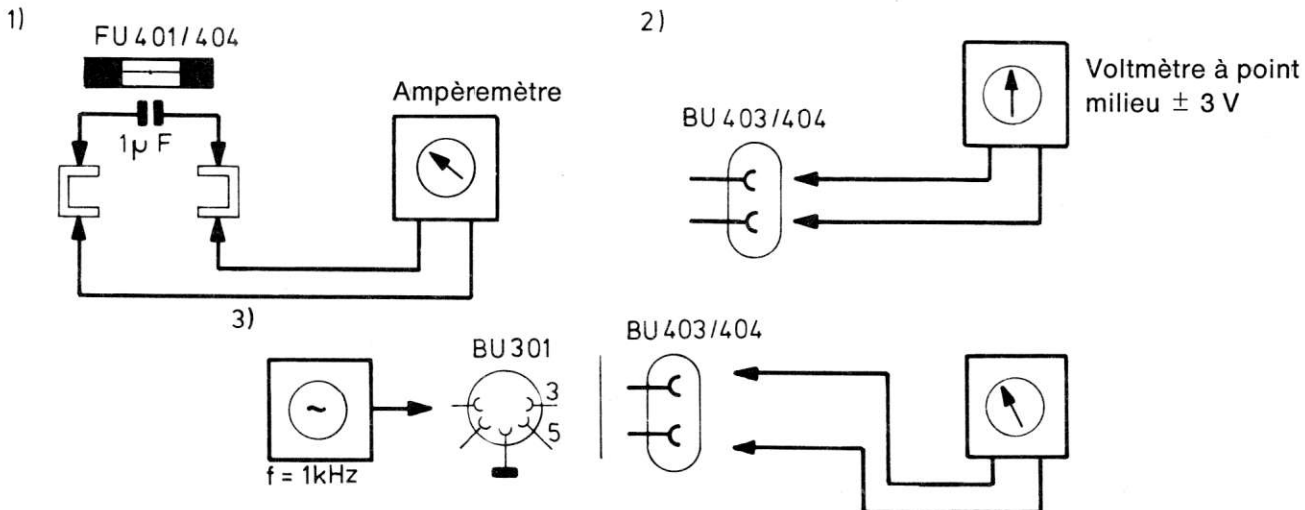 1)
FU 401/404
1µF
Ampèremètre
2)
BU 403/404
Voltmètre à point
milieu ± 3 V
3)
~
f = 1kHz
BU 301
3
5
BU 403/404